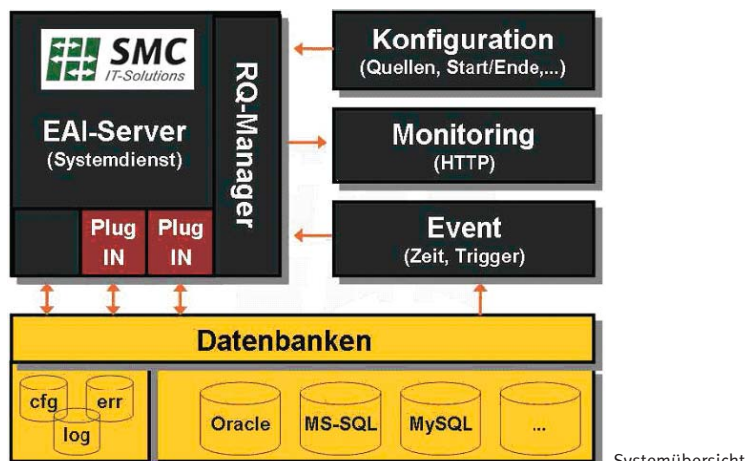 SMC
IT-Solutions
EAI-Server
(Systemdienst)
RQ-Manager
Plug
IN
Plug
IN
Konfiguration
(Quellen, Start/Ende,...)
Monitoring
(HTTP)
Event
(Zeit, Trigger)
Datenbanken
cfg
err
log
Oracle
MS-SQL
MySQL
...
Systemübersicht